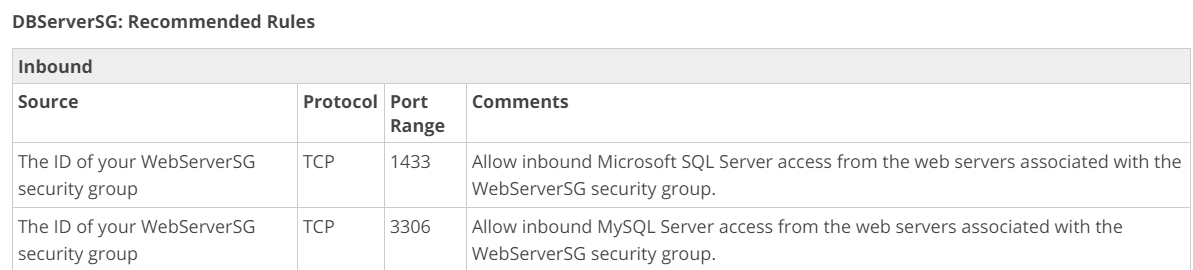 DBServerSG: Recommended Rules
Inbound
Source Protocol Port Range Comments
The ID of your WebServerSG security group TCP 1433 Allow inbound Microsoft SQL Server access from the web servers associated with the WebServerSG security group.
The ID of your WebServerSG security group TCP 3306 Allow inbound MySQL Server access from the web servers associated with the WebServerSG security group.